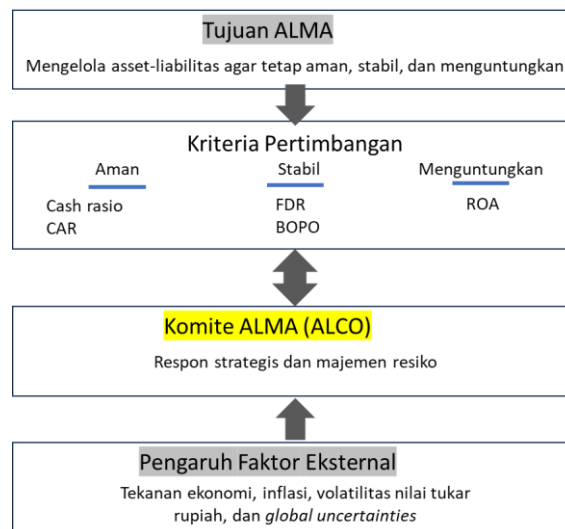 Tujuan ALMA
Mengelola asset-liabilitas agar tetap aman, stabil, dan menguntungkan
Kriteria Pertimbangan
Aman Stabil Menguntungkan
Cash rasio FDR ROA
CAR BOPO
Komite ALMA (ALCO)
Respon strategis dan majemen resiko
Pengaruh Faktor Eksternal
Tekanan ekonomi, inflasi, volatilitas nilai tukar
rupiah, dan global uncertainties